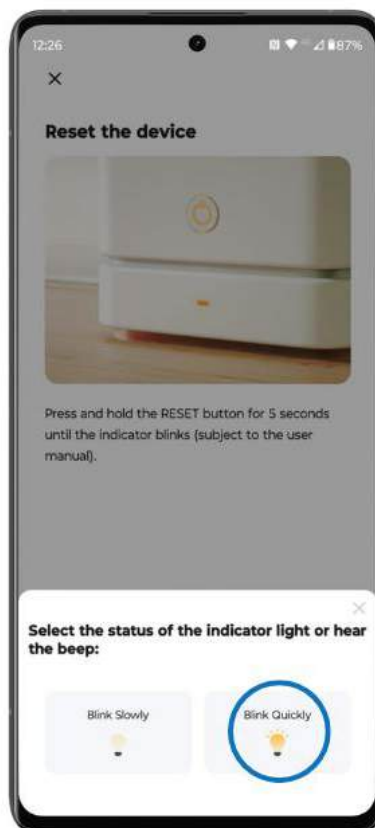 12:26
87%
Reset the device
Press and hold the RESET button for 5 seconds
until the indicator blinks (subject to the user
manual).
Select the status of the indicator light or hear
the beep:
Blink Slowly
Blink Quickly